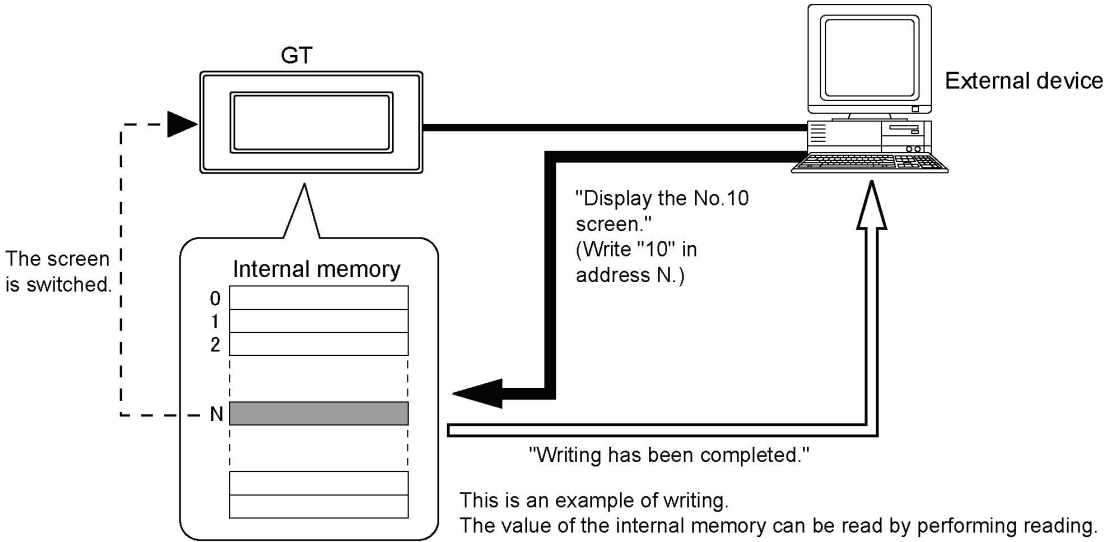 GT
External device
"Display the No.10
screen."
(Write "10" in
address N.)
The screen
is switched.
Internal memory
0
1
2
N
"Writing has been completed."
This is an example of writing.
The value of the internal memory can be read by performing reading.